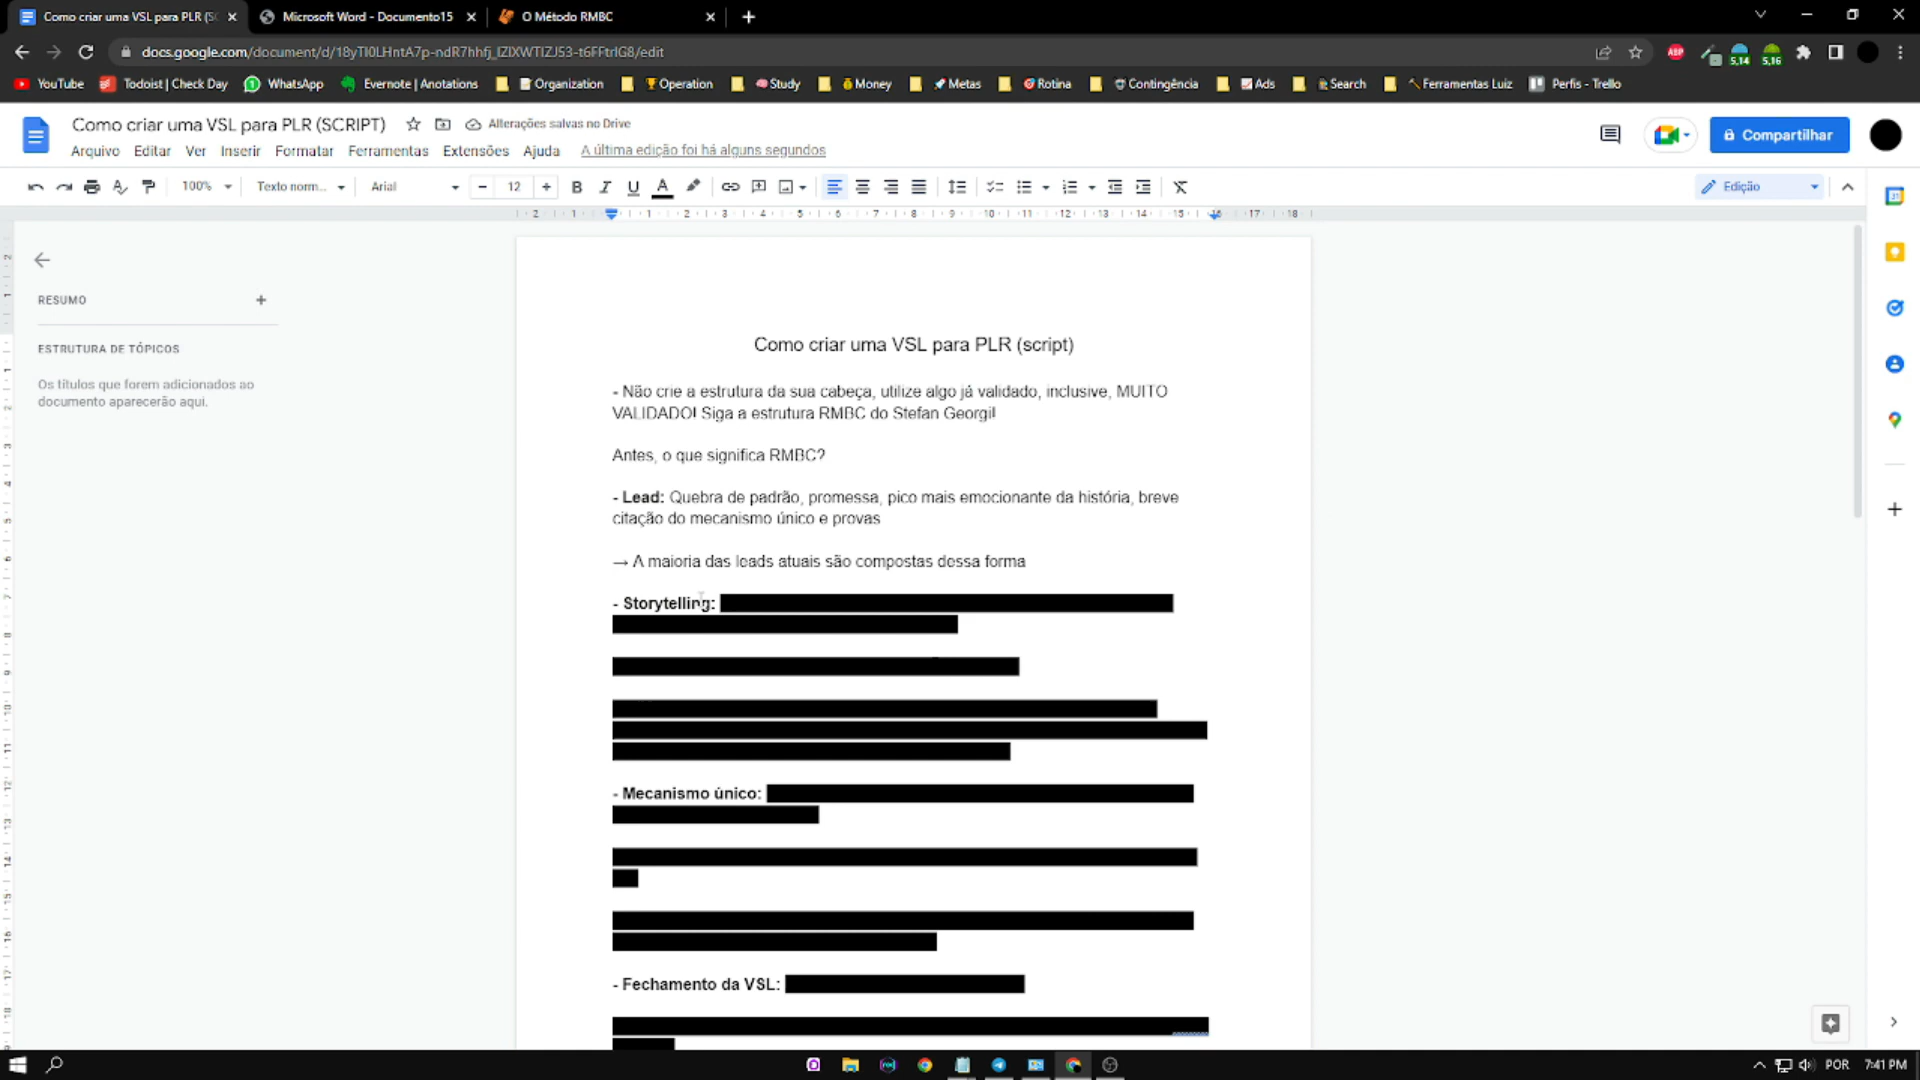 Como criar uma VSL para PLR (SC
Microsoft Word - Documento15
O Método RMBC
docs.google.com/document/d/18yTI0LHntA7p-ndR7hhfj_IZIXWTIZJS3-t6FFtrIG8/edit
YouTube
Todoist | Check Day
WhatsApp
Evernote | Anotations
Organization
Operation
Study
Money
Metas
Rotina
Contingência
Ads
Search
Ferramentas Luiz
Perfis - Trello
Como criar uma VSL para PLR (SCRIPT)
Alterações salvas no Drive
Arquivo Editar Ver Inserir Formatar Ferramentas Extensões Ajuda
A última edição foi há alguns segundos
Compartilhar
100%
Texto norm...
Arial
12
Edição
RESUMO
ESTRUTURA DE TÓPICOS
Os títulos que forem adicionados ao
documento aparecerão aqui.
Como criar uma VSL para PLR (script)
- Não crie a estrutura da sua cabeça, utilize algo já validado, inclusive, MUITO
VALIDADO! Siga a estrutura RMBC do Stefan Georgi!
Antes, o que significa RMBC?
- Lead: Quebra de padrão, promessa, pico mais emocionante da história, breve
citação do mecanismo único e provas
→ A maioria das leads atuais são compostas dessa forma
- Storytelling:
- Mecanismo único:
- Fechamento da VSL:
POR
7:41 PM